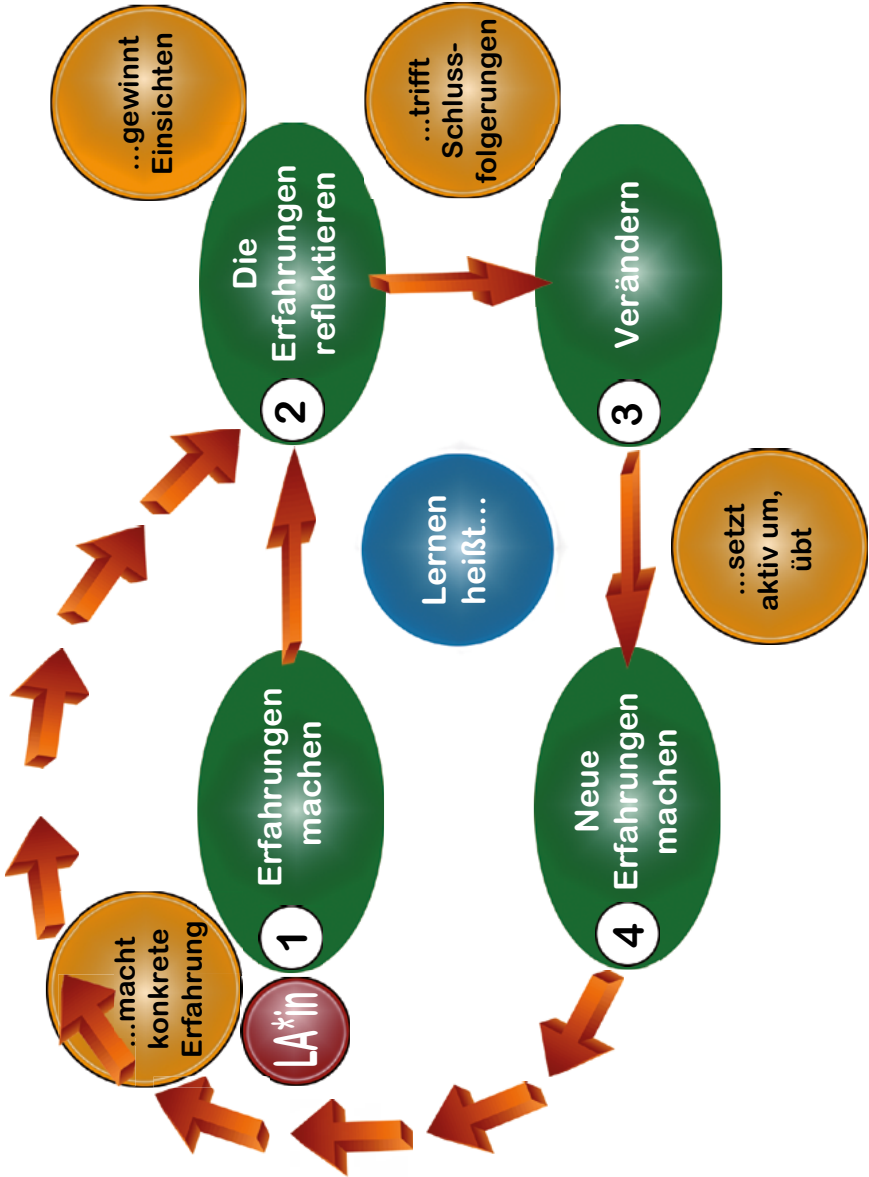 ...macht
konkrete
Erfahrung
LA*in
1
Erfahrungen
machen
...gewinnt
Einsichten
2
Die
Erfahrungen
reflektieren
...trifft
Schluss-
folgerungen
3
Verändern
...setzt
aktiv um,
übt
4
Neue
Erfahrungen
machen
Lernen
heißt...